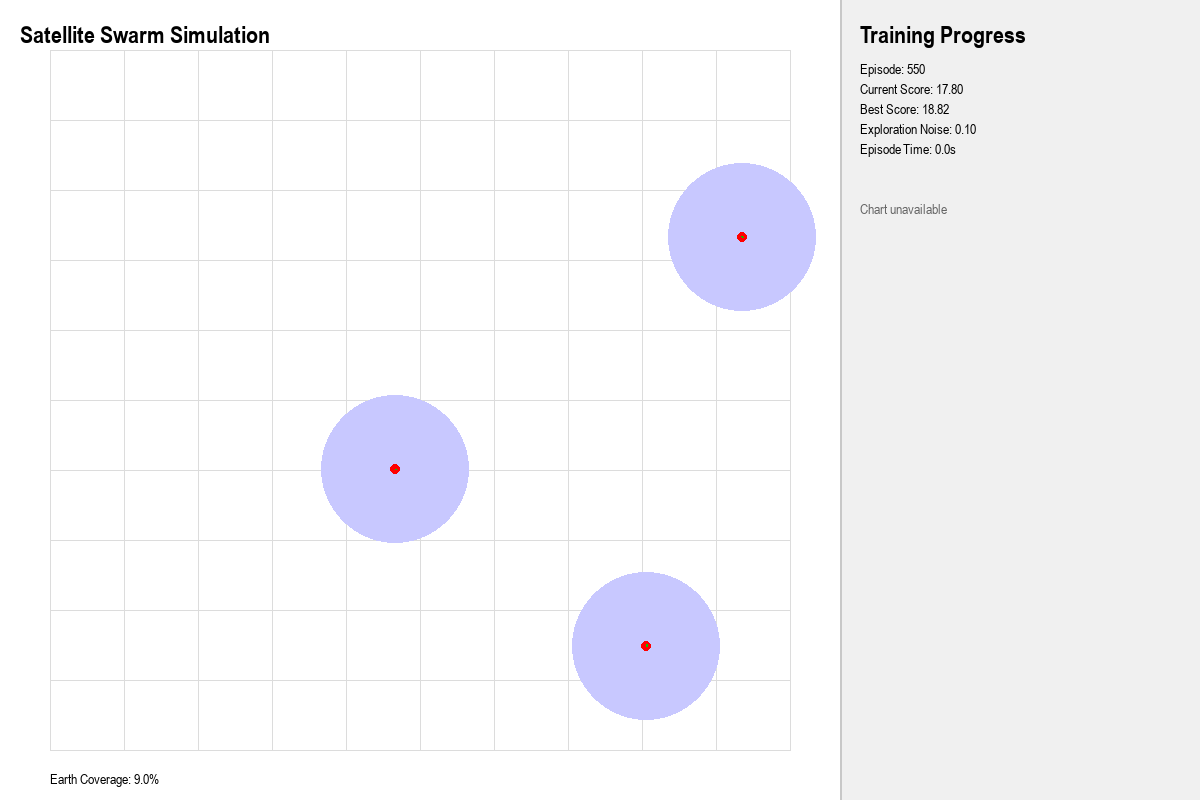 Satellite Swarm Simulation
Earth Coverage: 9.0%
Training Progress
Episode: 550
Current Score: 17.80
Best Score: 18.82
Exploration Noise: 0.10
Episode Time: 0.0s
Chart unavailable